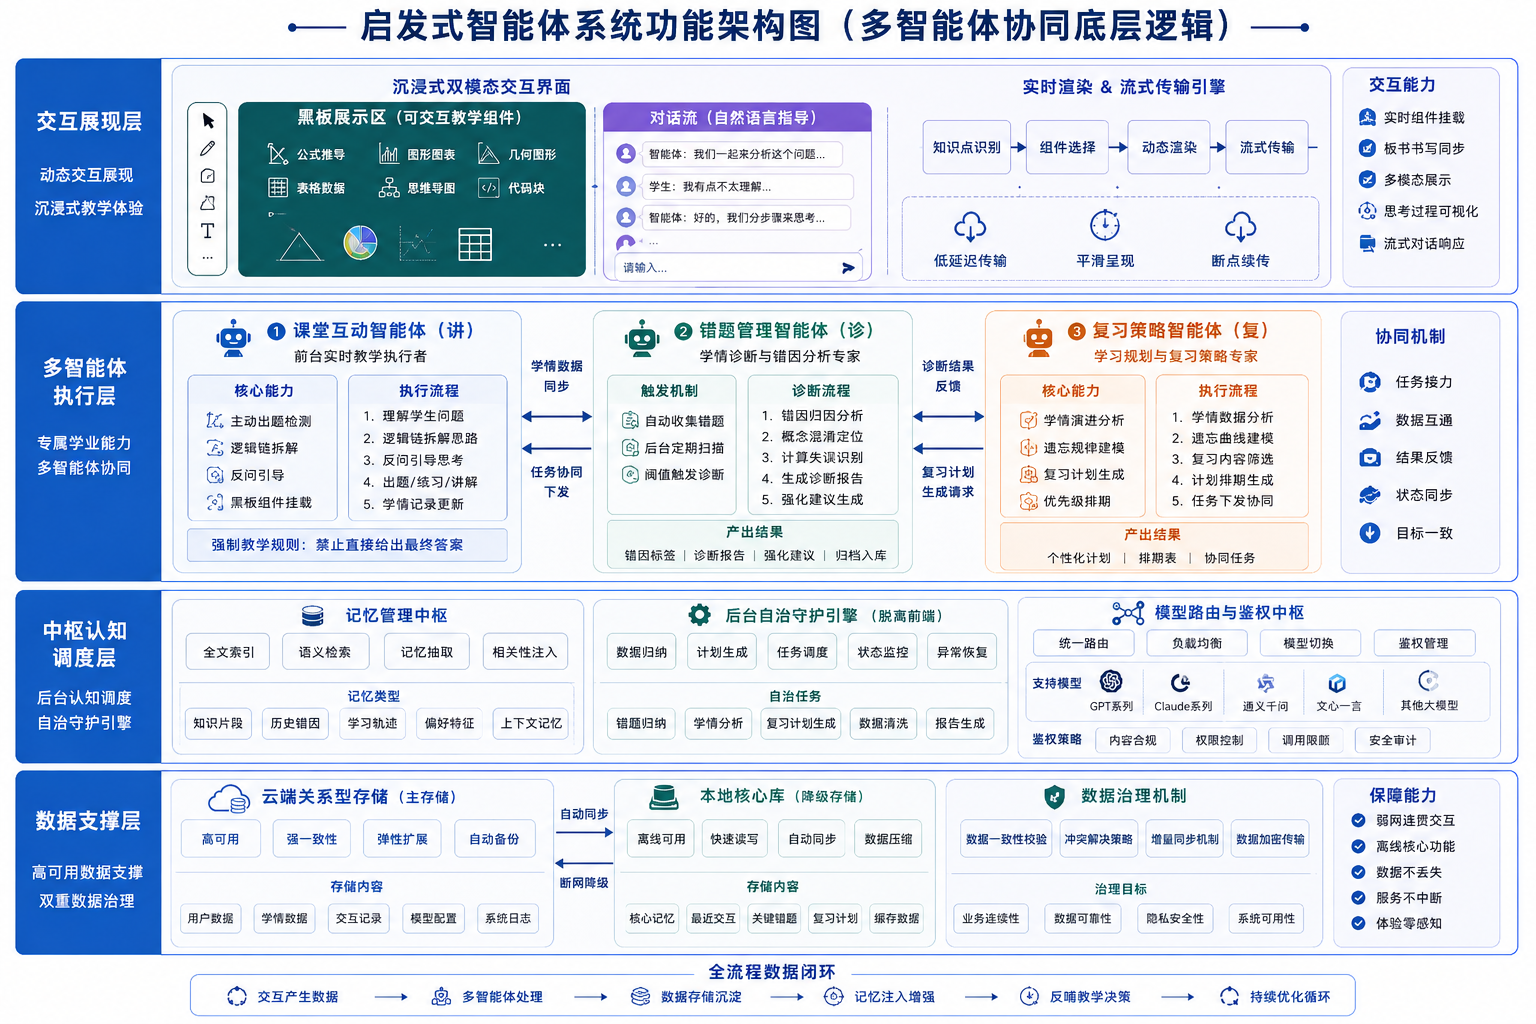 启发式智能体系统功能架构图（多智能体协同底层逻辑）
交互展现层
动态交互展现
沉浸式教学体验
沉浸式双模态交互界面
T
...
黑板展示区（可交互教学组件）
公式推导
图形图表
几何图形
表格数据
思维导图
代码块
...
对话流（自然语言指导）
智能体：我们一起来分析这个问题...
学生：我有点不太理解...
智能体：好的，我们分步骤来思考...
...
请输入...
实时渲染 & 流式传输引擎
知识点识别
组件选择
动态渲染
流式传输
低延迟传输
平滑呈现
断点续传
交互能力
实时组件挂载
板书书写同步
多模态展示
思考过程可视化
流式对话响应
多智能体
执行层
专属学业能力
多智能体协同
1 课堂互动智能体（讲）
前台实时教学执行者
核心能力
主动出题检测
逻辑链拆解
反问引导
黑板组件挂载
执行流程
1. 理解学生问题
2. 逻辑链拆解思路
3. 反问引导思考
4. 出题/练习/讲解
5. 学情记录更新
强制教学规则：禁止直接给出最终答案
学情数据
同步
任务协同
下发
2 错题管理智能体（诊）
学情诊断与错因分析专家
触发机制
自动收集错题
后台定期扫描
阈值触发诊断
诊断流程
1. 错因归因分析
2. 概念混淆定位
3. 计算失误识别
4. 生成诊断报告
5. 强化建议生成
产出结果
错因标签 | 诊断报告 | 强化建议 | 归档入库
诊断结果
反馈
复习计划
生成请求
3 复习策略智能体（复）
学习规划与复习策略专家
核心能力
学情演进分析
遗忘规律建模
复习计划生成
优先级排期
执行流程
1. 学情数据分析
2. 遗忘曲线建模
3. 复习内容筛选
4. 计划排期生成
5. 任务下发协同
产出结果
个性化计划 | 排期表 | 协同任务
协同机制
任务接力
数据互通
结果反馈
状态同步
目标一致
中枢认知
调度层
后台认知调度
自治守护引擎
记忆管理中枢
全文索引
语义检索
记忆抽取
相关性注入
记忆类型
知识片段
历史错因
学习轨迹
偏好特征
上下文记忆
后台自治守护引擎（脱离前端）
数据归纳
计划生成
任务调度
状态监控
异常恢复
自治任务
错题归纳
学情分析
复习计划生成
数据清洗
报告生成
模型路由与鉴权中枢
统一路由
负载均衡
模型切换
鉴权管理
支持模型
GPT系列
Claude系列
通义千问
文心一言
其他大模型
鉴权策略
内容合规
权限控制
调用限额
安全审计
数据支撑层
高可用数据支撑
双重数据治理
云端关系型存储（主存储）
高可用
强一致性
弹性扩展
自动备份
存储内容
用户数据
学情数据
交互记录
模型配置
系统日志
自动同步
断网降级
本地核心库（降级存储）
离线可用
快速读写
自动同步
数据压缩
存储内容
核心记忆
最近交互
关键错题
复习计划
缓存数据
数据治理机制
数据一致性校验
冲突解决策略
增量同步机制
数据加密传输
治理目标
业务连续性
数据可靠性
隐私安全性
系统可用性
保障能力
弱网连贯交互
离线核心功能
数据不丢失
服务不中断
体验零感知
全流程数据闭环
交互产生数据
多智能体处理
数据存储沉淀
记忆注入增强
反哺教学决策
持续优化循环